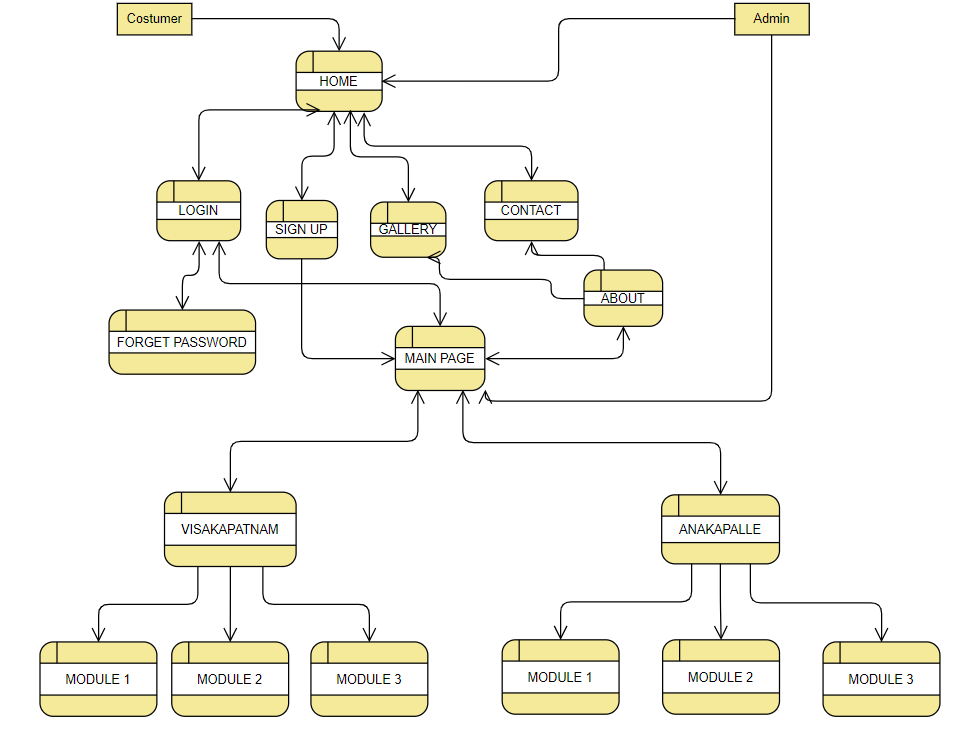 Costumer
Admin
HOME
LOGIN
SIGN UP
GALLERY
CONTACT
ABOUT
FORGET PASSWORD
MAIN PAGE
VISAKAPATNAM
ANAKAPALLE
MODULE 1
MODULE 2
MODULE 3
MODULE 1
MODULE 2
MODULE 3